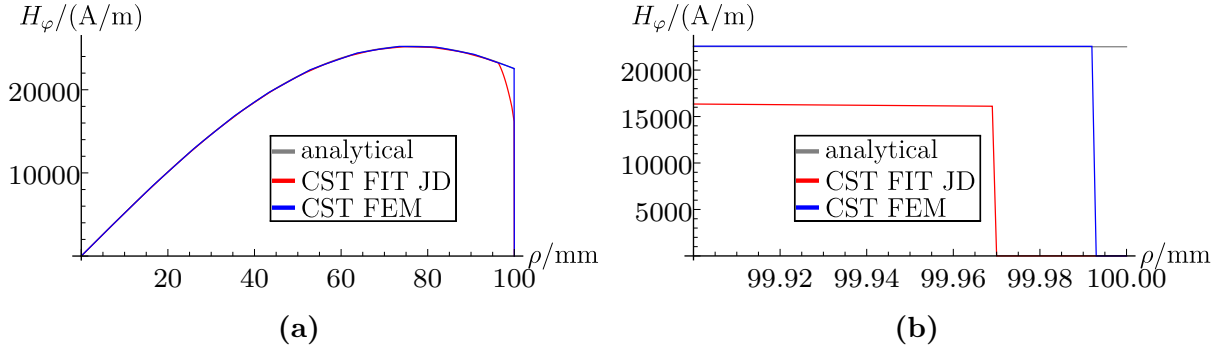 H_φ/(A/m)
20000
10000
analytical
CST FIT JD
CST FEM
20 40 60 80 100
ρ/mm
(a)
H_φ/(A/m)
20000
15000
10000
5000
analytical
CST FIT JD
CST FEM
99.92 99.94 99.96 99.98 100.00
ρ/mm
(b)